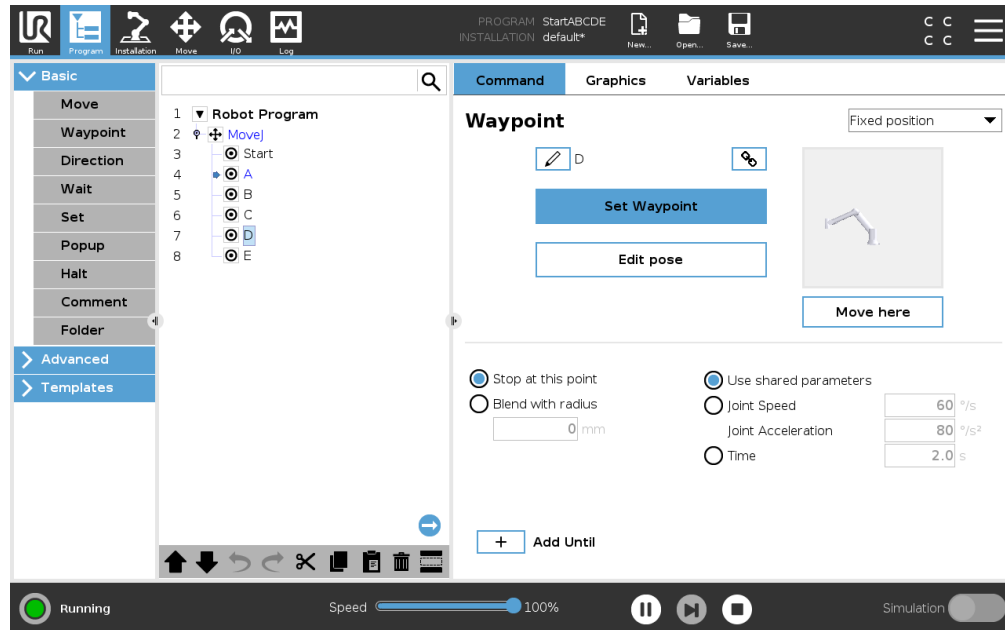 PROGRAM StartABCDE
INSTALLATION default*
C C
C C
UR
Run
Program
Installation
Move
I/O
Log
New...
Open...
Save...
Basic
Move
Waypoint
Direction
Wait
Set
Popup
Halt
Comment
Folder
Advanced
Templates
1 Robot Program
2 MoveJ
3 Start
4 A
5 B
6 C
7 D
8 E
Command Graphics Variables
Waypoint
Fixed position
D
Set Waypoint
Edit pose
Move here
Stop at this point
Blend with radius
0 mm
Use shared parameters
Joint Speed 60 °/s
Joint Acceleration 80 °/s²
Time 2.0 s
+ Add Until
Running
Speed 100%
Simulation